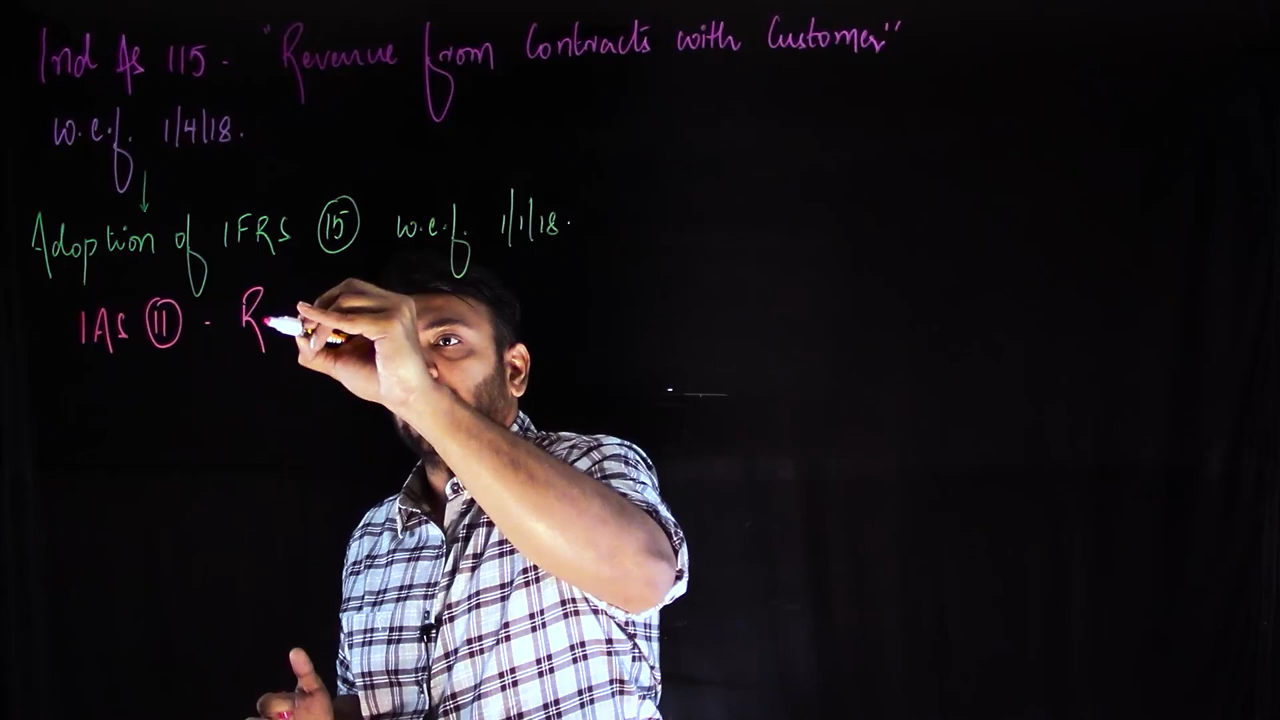 Ind As 115 - "Revenue from Contracts with Customer"
w.e.f. 1/4/18.
Adoption of IFRS 15 w.e.f. 1/1/18.
IAS 11 - R